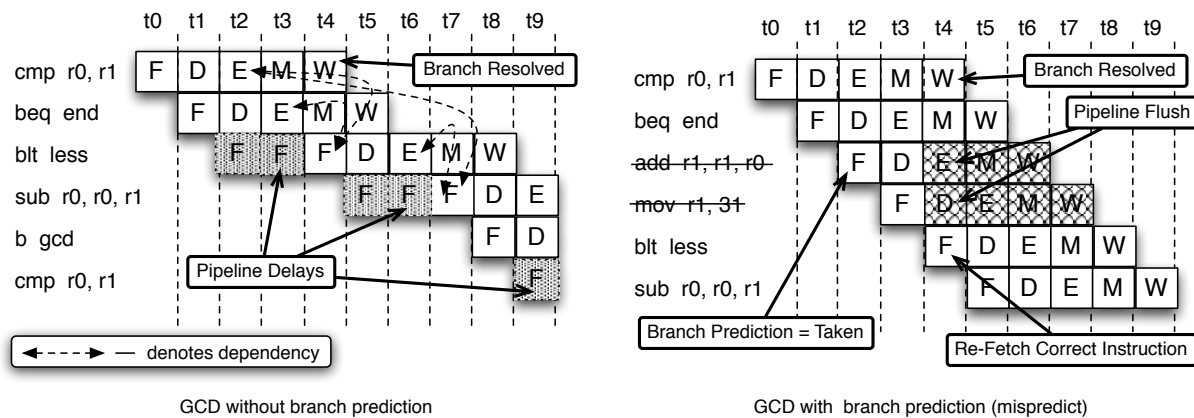 t0 t1 t2 t3 t4 t5 t6 t7 t8 t9
cmp r0, r1 F D E M W
Branch Resolved
beq end F D E M W
blt less F F F D E M W
sub r0, r0, r1 F F F D E
b gcd F D
Pipeline Delays
cmp r0, r1 F
— denotes dependency
GCD without branch prediction
t0 t1 t2 t3 t4 t5 t6 t7 t8 t9
cmp r0, r1 F D E M W
Branch Resolved
Pipeline Flush
beq end F D E M W
add r1, r1, r0 F D E M W
mov r1, 31 F D E M W
blt less F D E M W
sub r0, r0, r1 F D E M W
Branch Prediction = Taken
Re-Fetch Correct Instruction
GCD with branch prediction (mispredict)